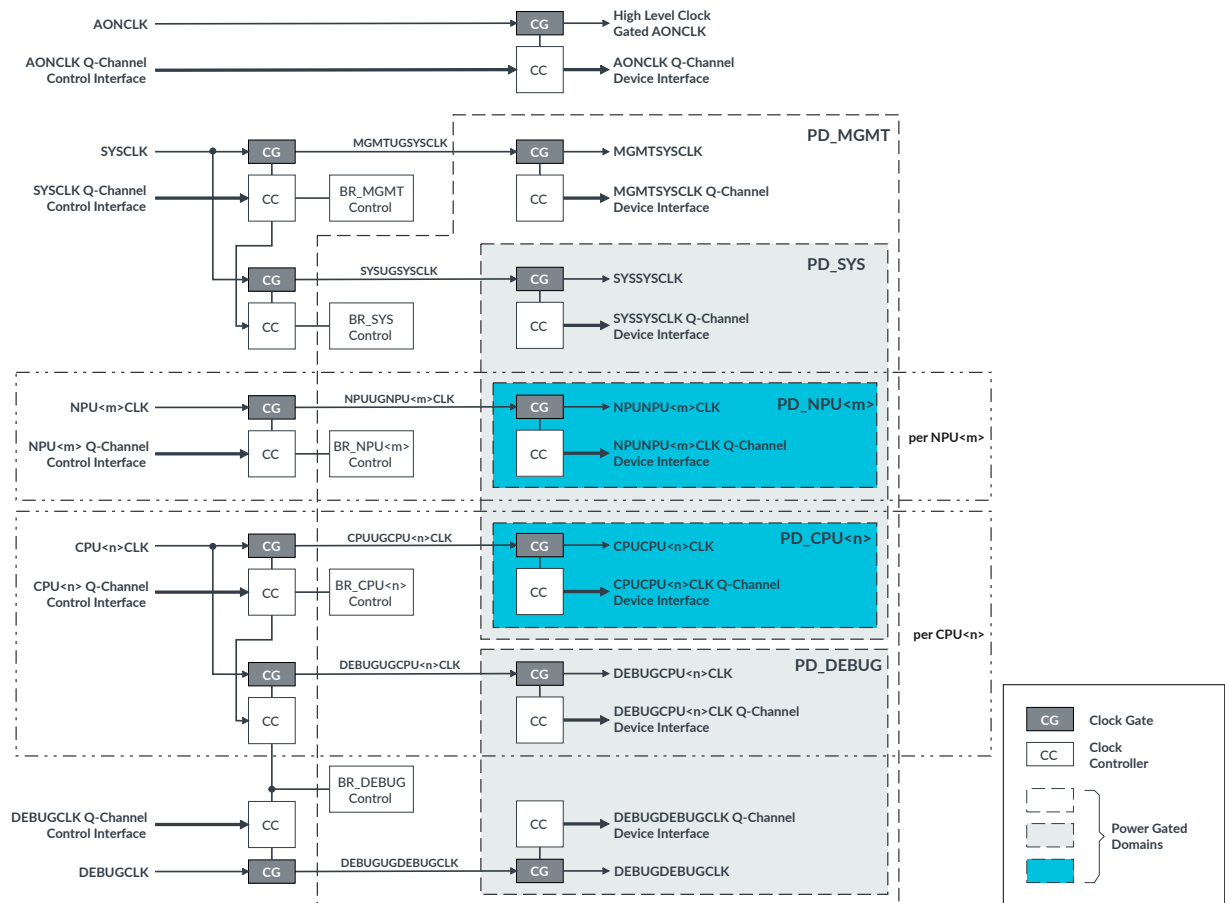 AONCLK
CG
High Level Clock
Gated AONCLK
AONCLK Q-Channel
Control Interface
CC
AONCLK Q-Channel
Device Interface
PD_MGMT
SYSCLK
CG
MGMTUGSYSCLK
CG
MGMTSYSCLK
SYSCLK Q-Channel
Control Interface
CC
BR_MGMT
Control
CC
MGMTSYSCLK Q-Channel
Device Interface
PD_SYS
CG
SYSUGSYSCLK
CG
SYSSYSCLK
CC
BR_SYS
Control
CC
SYSSYSCLK Q-Channel
Device Interface
NPU<m>CLK
CG
NPUUGNPU<m>CLK
CG
NPUNPU<m>CLK
PD_NPU<m>
NPU<m> Q-Channel
Control Interface
CC
BR_NPU<m>
Control
CC
NPUNPU<m>CLK Q-Channel
Device Interface
per NPU<m>
CPU<n>CLK
CG
CPUUGCPU<n>CLK
CG
CPUCPU<n>CLK
PD_CPU<n>
CPU<n> Q-Channel
Control Interface
CC
BR_CPU<n>
Control
CC
CPUCPU<n>CLK Q-Channel
Device Interface
per CPU<n>
PD_DEBUG
CG
DEBUGUGCPU<n>CLK
CG
DEBUGCPU<n>CLK
CC
CC
DEBUGCPU<n>CLK Q-Channel
Device Interface
BR_DEBUG
Control
DEBUGCLK Q-Channel
Control Interface
CC
CC
DEBUGDEBUGCLK Q-Channel
Device Interface
DEBUGCLK
CG
DEBUGUGDEBUGCLK
CG
DEBUGDEBUGCLK
CG
Clock Gate
CC
Clock
Controller
Power Gated
Domains